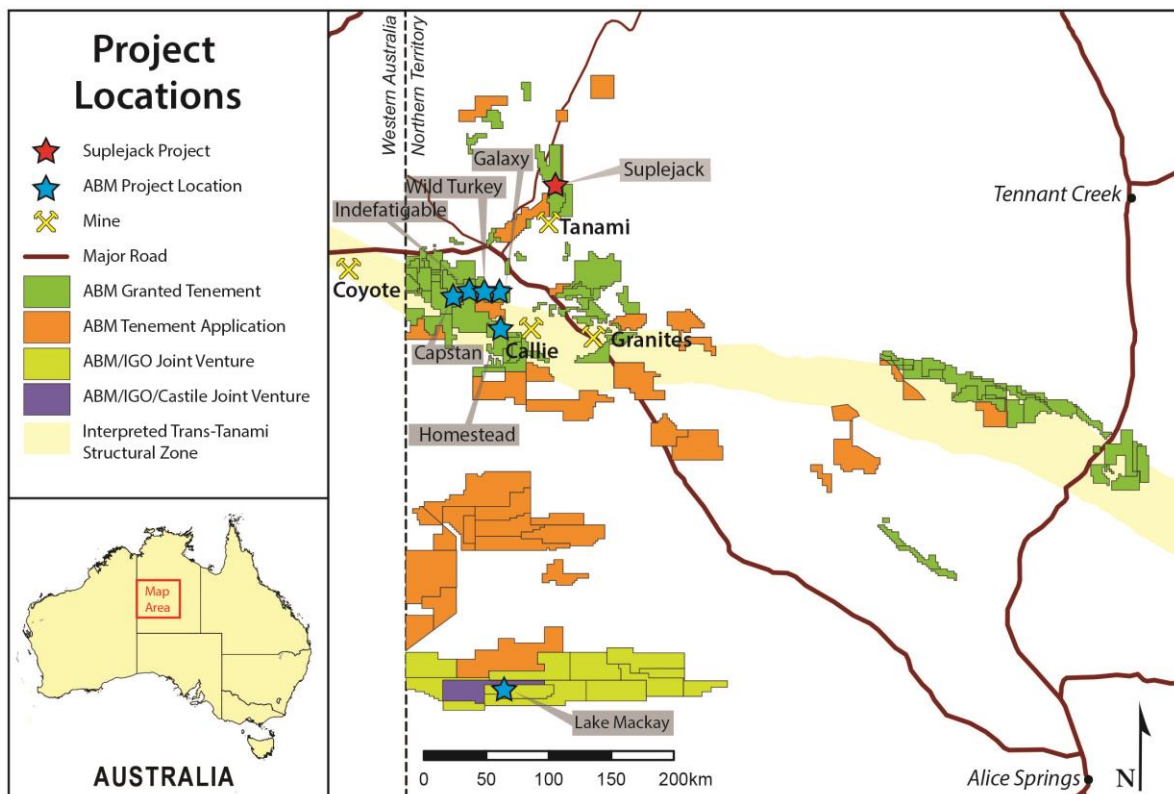 Project
Locations
Suplejack Project
ABM Project Location
Mine
Major Road
ABM Granted Tenement
ABM Tenement Application
ABM/IGO Joint Venture
ABM/IGO/Castile Joint Venture
Interpreted Trans-Tanami
Structural Zone
Map
Area
AUSTRALIA
Western Australia
Northern Territory
Galaxy
Suplejack
Wild Turkey
Indefatigable
Tanami
Tennant Creek
Coyote
Capstan
Callie
Granites
Homestead
Lake Mackay
0 50 100 200km
Alice Springs
N